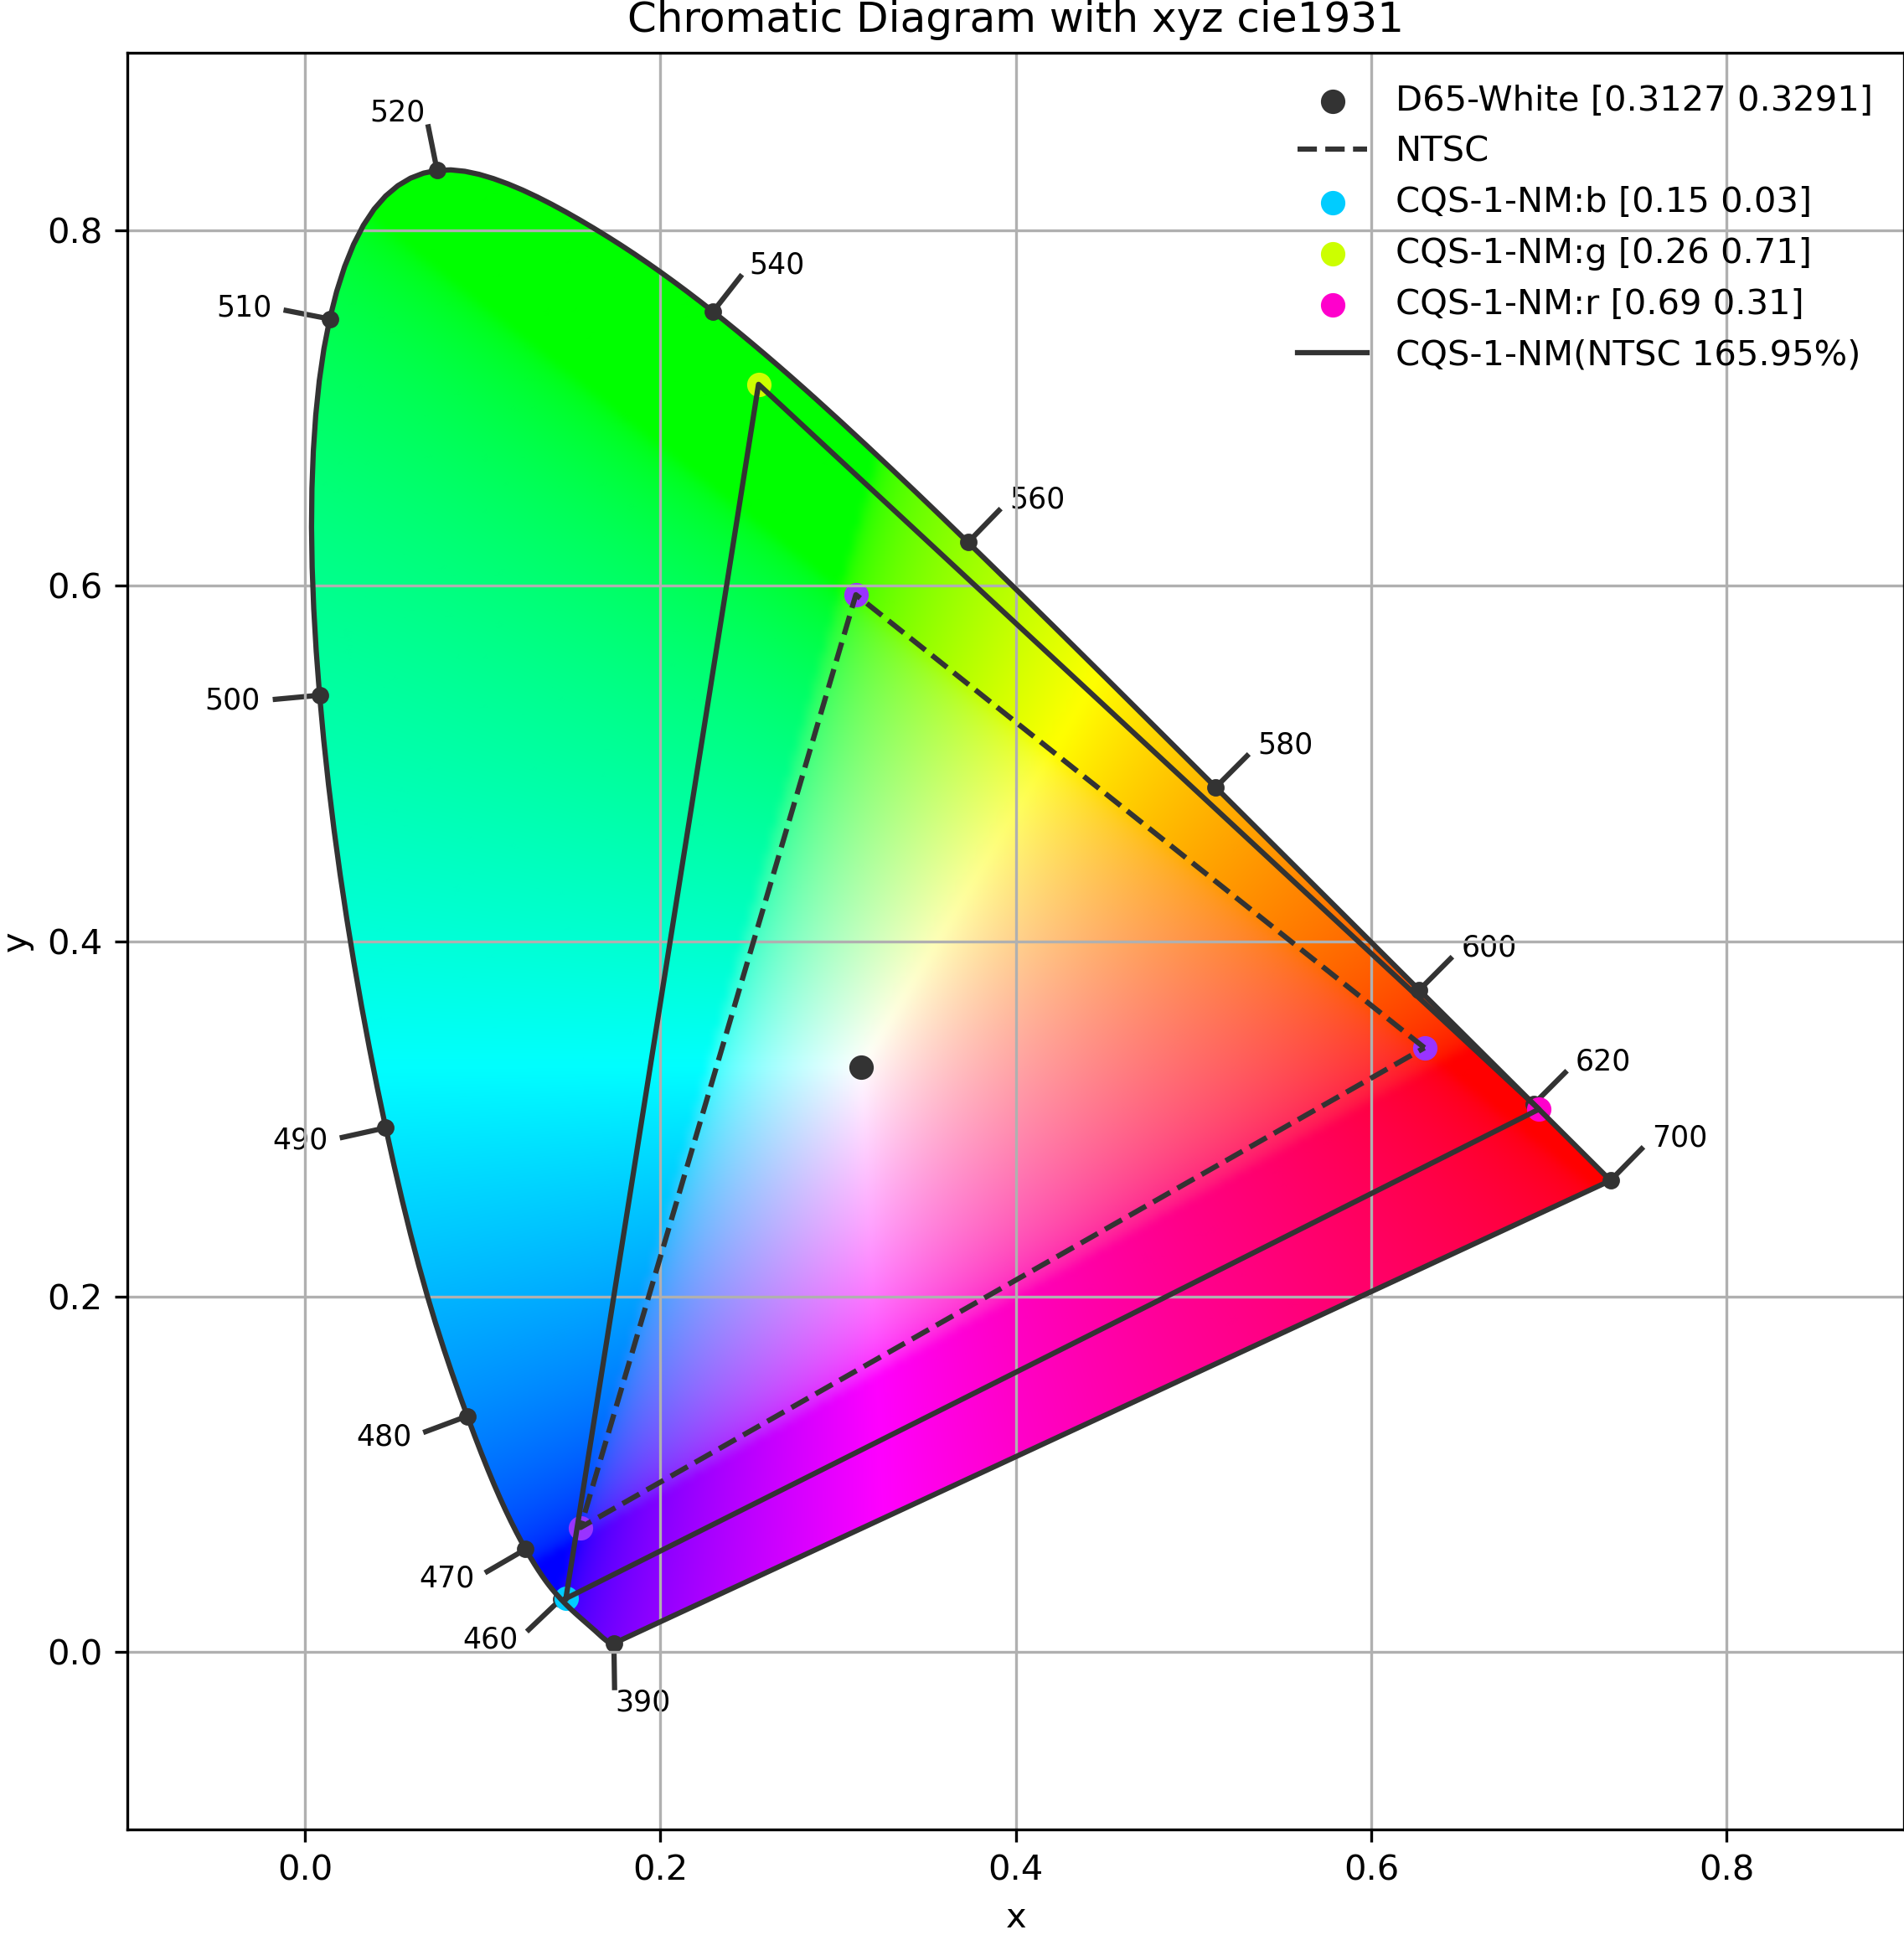 Chromatic Diagram with xyz cie1931
D65-White [0.3127 0.3291]
NTSC
CQS-1-NM:b [0.15 0.03]
CQS-1-NM:g [0.26 0.71]
CQS-1-NM:r [0.69 0.31]
CQS-1-NM(NTSC 165.95%)
520
540
510
560
500
580
600
620
490
700
480
470
460
390
0.8
0.6
0.4
0.2
0.0
y
0.0 0.2 0.4 0.6 0.8
x